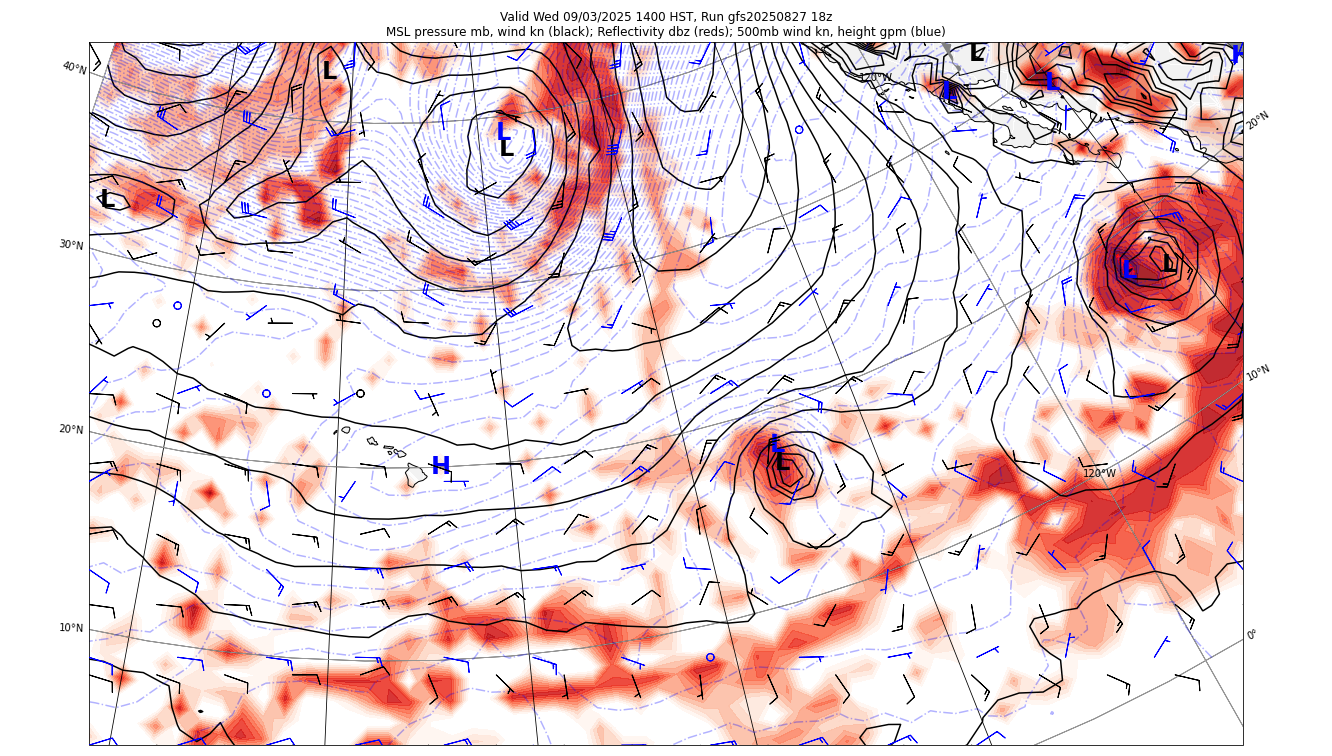 Valid Wed 09/03/2025 1400 HST, Run gfs20250827 18z
MSL pressure mb, wind kn (black); Reflectivity dbz (reds); 500mb wind kn, height gpm (blue)
40°N
L
L
120°W
L
L
H
20°N
L
L
L
30°N
L
L
10°N
20°N
L
L
H
120°W
10°N
0°